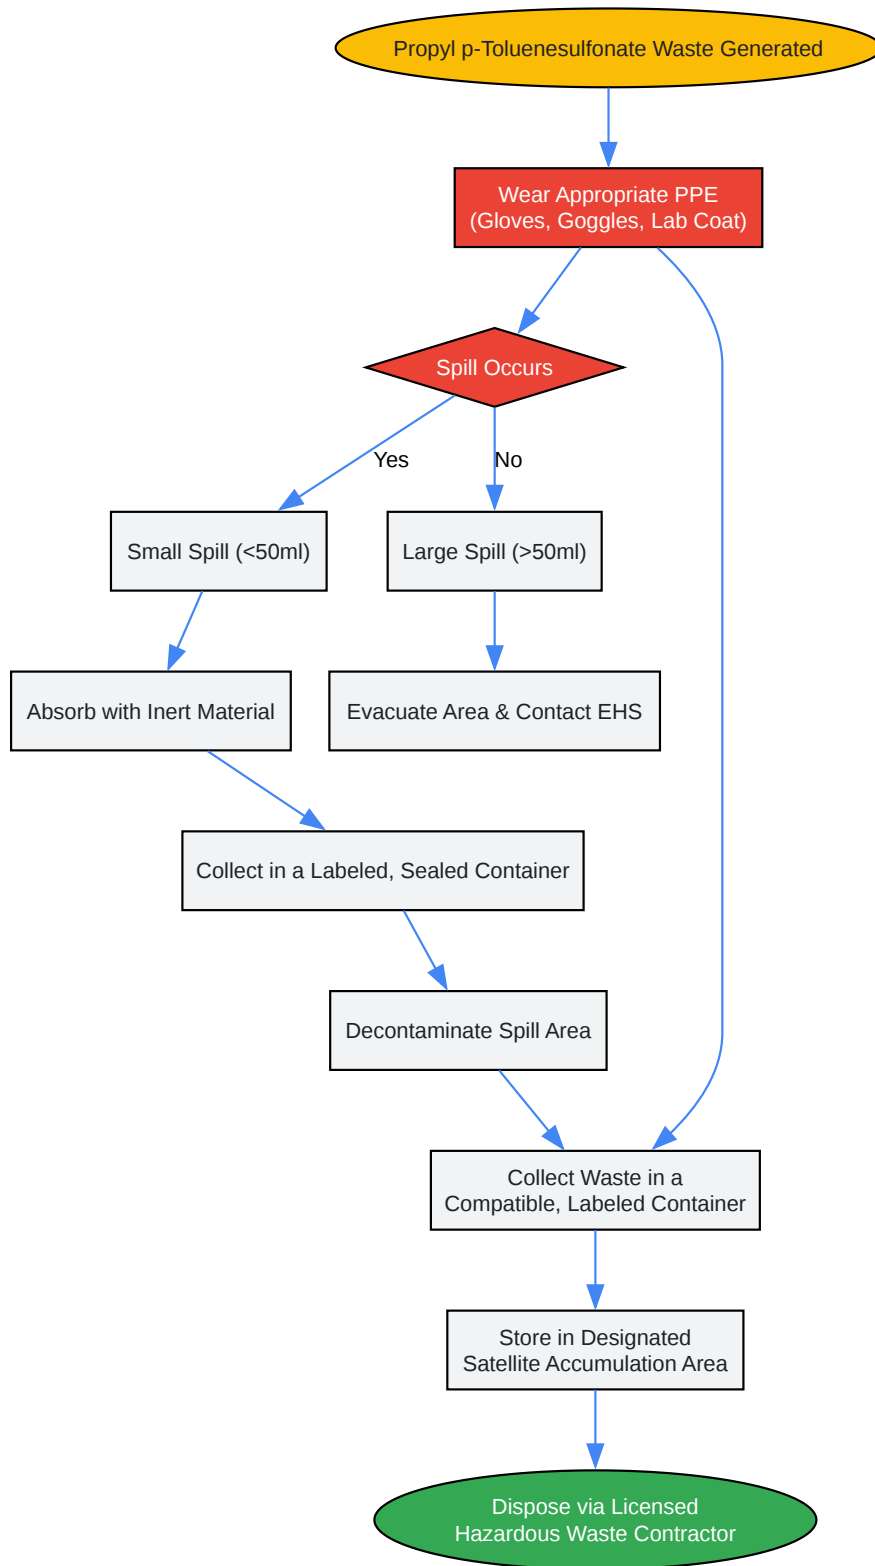 Propyl p-Toluenesulfonate Waste Generated
Wear Appropriate PPE
(Gloves, Goggles, Lab Coat)
Spill Occurs
Yes
No
Small Spill (<50ml)
Large Spill (>50ml)
Absorb with Inert Material
Evacuate Area & Contact EHS
Collect in a Labeled, Sealed Container
Decontaminate Spill Area
Collect Waste in a
Compatible, Labeled Container
Store in Designated
Satellite Accumulation Area
Dispose via Licensed
Hazardous Waste Contractor